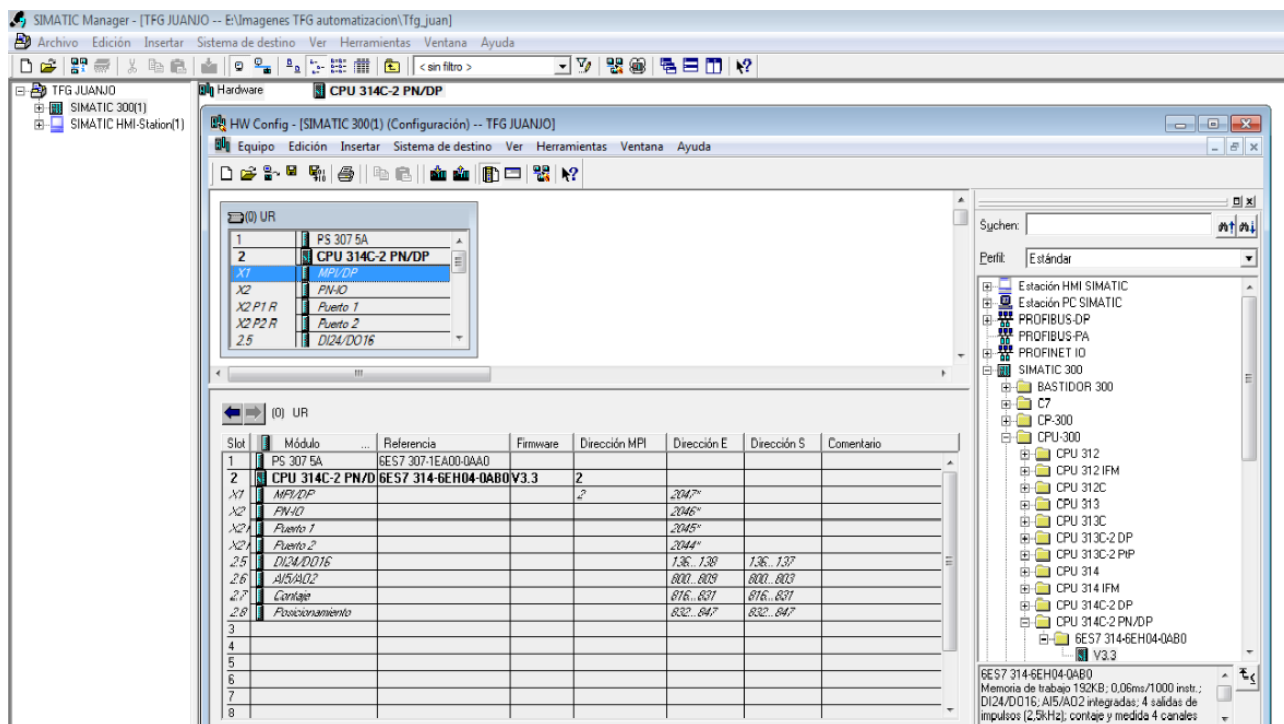 SIMATIC Manager - [TFG JUANJO -- E:\Imagenes TFG automatizacion\Tfg_juan]
Archivo Edición Insertar Sistema de destino Ver Herramientas Ventana Ayuda
< sin filtro >
TFG JUANJO
SIMATIC 300(1)
SIMATIC HMI-Station(1)
Hardware CPU 314C-2 PN/DP
HW Config - [SIMATIC 300(1) (Configuración) -- TFG JUANJO]
Equipo Edición Insertar Sistema de destino Ver Herramientas Ventana Ayuda
(0) UR
1 PS 307 5A
2 CPU 314C-2 PN/DP
X1 MPI/DP
X2 PN-IO
X2 P1 R Puerto 1
X2 P2 R Puerto 2
2.5 DI24/DO16
(0) UR
Slot Módulo ... Referencia Firmware Dirección MPI Dirección E Dirección S Comentario
1 PS 307 5A 6ES7 307-1EA00-0AA0
2 CPU 314C-2 PN/D 6ES7 314-6EH04-0AB0 V3.3 2
X1 MPI/DP 2 2047*
X2 PN-IO 2046*
X2 Puerto 1 2045*
X2 Puerto 2 2044*
2.5 DI24/DO16 136...138 136...137
2.6 AI5/AO2 800...809 800...803
2.7 Contaje 816...831 816...831
2.8 Posicionamiento 832...847 832...847
3
4
5
6
7
8
Suchen:
Perfil: Estándar
Estación HMI SIMATIC
Estación PC SIMATIC
PROFIBUS-DP
PROFIBUS-PA
PROFINET IO
SIMATIC 300
BASTIDOR 300
C7
CP-300
CPU-300
CPU 312
CPU 312 IFM
CPU 312C
CPU 313
CPU 313C
CPU 313C-2 DP
CPU 313C-2 PtP
CPU 314
CPU 314 IFM
CPU 314C-2 DP
CPU 314C-2 PN/DP
6ES7 314-6EH04-0AB0
V3.3
6ES7 314-6EH04-0AB0
Memoria de trabajo 192KB; 0,06ms/1000 instr.;
DI24/DO16; AI5/AO2 integradas; 4 salidas de
impulsos (2,5kHz); contaje y medida 4 canales